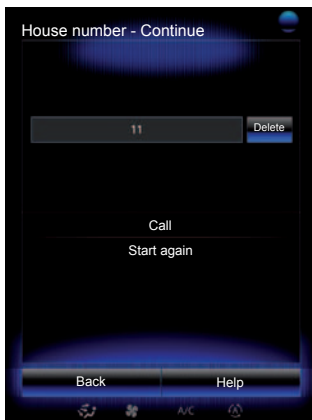 House number - Continue
11
Delete
Call
Start again
Back
Help
A/C